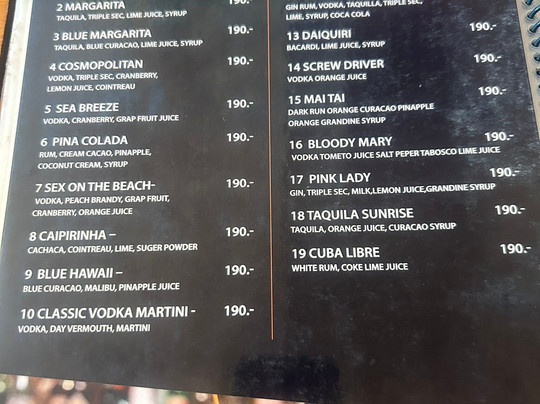 2 MARGARITA 190.-
TAQUILA, TRIPLE SEC, LIME JUICE, SYRUP
3 BLUE MARGARITA 190.-
TAQUILA, BLUE CURACAO, LIME JUICE, SYRUP
4 COSMOPOLITAN 190.-
VODKA, TRIPLE SEC, CRANBERRY,
LEMON JUICE, COINTREAU
5 SEA BREEZE 190.-
VODKA, CRANBERRY, GRAP FRUIT JUICE
6 PINA COLADA 190.-
RUM, CREAM CACAO, PINAPPLE,
COCONUT CREAM, SYRUP
7 SEX ON THE BEACH- 190.-
VODKA, PEACH BRANDY, GRAP FRUIT,
CRANBERRY, ORANGE JUICE
8 CAIPIRINHA – 190.-
CACHACA, COINTREAU, LIME, SUGER POWDER
9 BLUE HAWAII – 190.-
BLUE CURACAO, MALIBU, PINAPPLE JUICE
10 CLASSIC VODKA MARTINI - 190.-
VODKA, DAY VERMOUTH, MARTINI
GIN RUM, VODKA, TAQUILLA, TRIPLE SEC,
LIME, SYRUP, COCA COLA
13 DAIQUIRI 190.-
BACARDI, LIME JUICE, SYRUP
14 SCREW DRIVER 190.-
VODKA ORANGE JUICE
15 MAI TAI 190.-
DARK RUN ORANGE CURACAO PINAPPLE
ORANGE GRANDINE SYRUP
16 BLOODY MARY 190.-
VODKA TOMETO JUICE SALT PEPER TABOSCO LIME JUICE
17 PINK LADY 190.-
GIN, TRIPLE SEC, MILK,LEMON JUICE,GRANDINE SYRUP
18 TAQUILA SUNRISE 190.-
TAQUILA, ORANGE JUICE, CURACAO SYRUP
19 CUBA LIBRE 190.-
WHITE RUM, COKE LIME JUICE